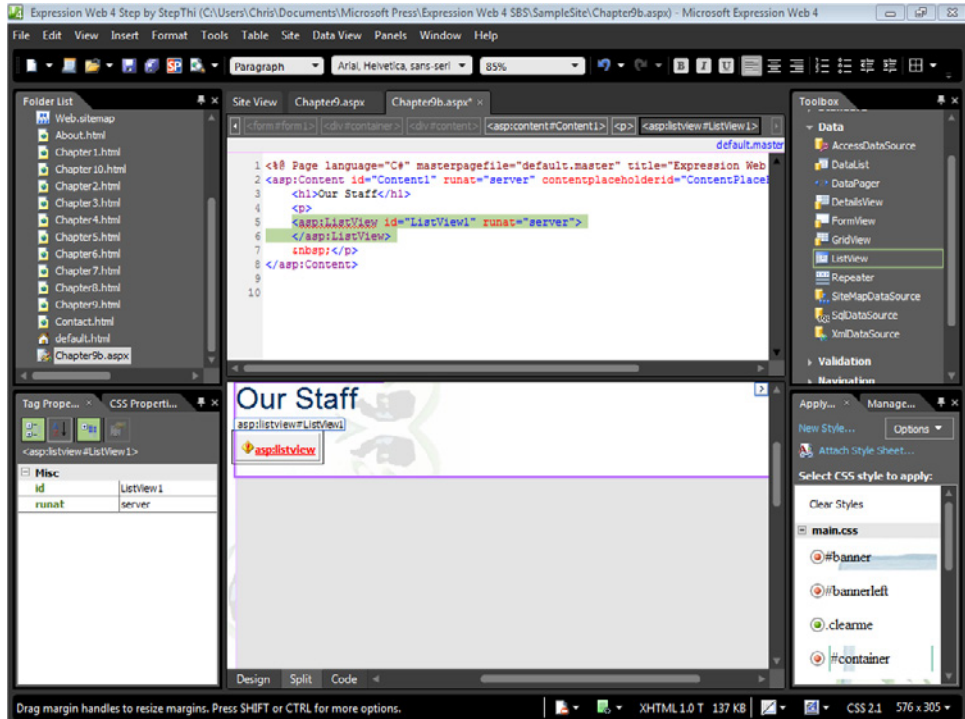 Expression Web 4 Step by StepThi (C:\Users\Chris\Documents\Microsoft Press\Expression Web 4 SBS\SampleSite\Chapter9b.aspx) - Microsoft Expression Web 4
File Edit View Insert Format Tools Table Site Data View Panels Window Help
Paragraph Arial, Helvetica, sans-seri 85% B I U
Folder List
Web.sitemap
About.html
Chapter1.html
Chapter10.html
Chapter2.html
Chapter3.html
Chapter4.html
Chapter5.html
Chapter6.html
Chapter7.html
Chapter8.html
Chapter9.html
Contact.html
default.html
Chapter9b.aspx
Site View Chapter9.aspx Chapter9b.aspx*
<form#form1> <div#container> <div#content> <asp:content#Content1> <p> <asp:listview#ListView1>
default.master
1 <%@ Page language="C#" masterpagefile="default.master" title="Expression Web
2 <asp:Content id="Content1" runat="server" contentplaceholderid="ContentPlaceH
3 <h1>Our Staff</h1>
4 <p>
5 <asp:ListView id="ListView1" runat="server">
6 </asp:ListView>
7 &nbsp;</p>
8 </asp:Content>
9
10
Toolbox
Standard
Data
AccessDataSource
DataList
DataPager
DetailsView
FormView
GridView
ListView
Repeater
SiteMapDataSource
SqlDataSource
XmlDataSource
Validation
Navigation
Tag Prope... CSS Properti...
<asp:listview#ListView1>
Misc
id ListView1
runat server
Our Staff
asp:listview#ListView1
asp:listview
Design Split Code
Apply... Manage...
New Style... Options
Attach Style Sheet...
Select CSS style to apply:
Clear Styles
main.css
#banner
#bannerleft
.clearme
#container
Drag margin handles to resize margins. Press SHIFT or CTRL for more options.
XHTML 1.0 T 137 KB CSS 2.1 576 x 305